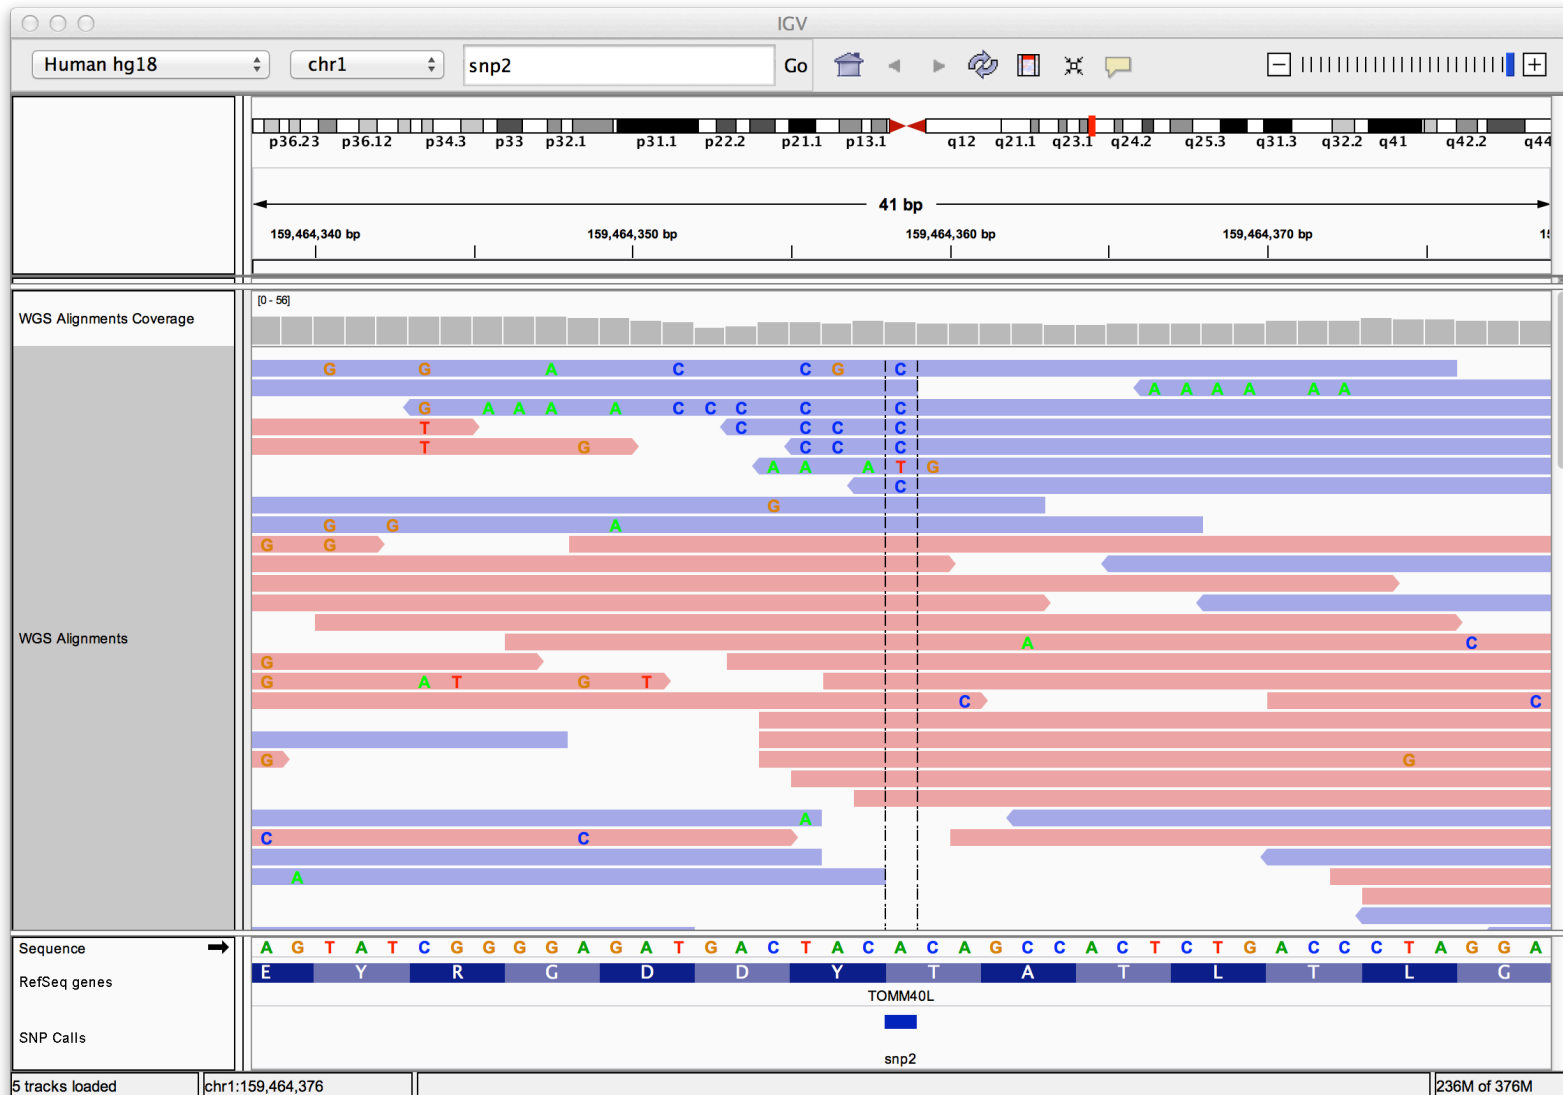 IGV
Human hg18 chr1 snp2 Go
p36.23 p36.12 p34.3 p33 p32.1 p31.1 p22.2 p21.1 p13.1 q12 q21.1 q23.1 q24.2 q25.3 q31.3 q32.2 q41 q42.2 q44
41 bp
159,464,340 bp 159,464,350 bp 159,464,360 bp 159,464,370 bp
[0 - 56]
WGS Alignments Coverage
G G A C C G C
A A A A A A
G A A A A C C C C C
T C C C C
T G C C C
A A A T G
C
G
G G A
G G
WGS Alignments
A C
G
G A T G T
C C
G G
A
C C
A
Sequence A G T A T C G G G G A G A T G A C T A C A C A G C C A C T C T G A C C C T A G G A
RefSeq genes E Y R G D D Y T A T L T L G
TOMM40L
SNP Calls
snp2
5 tracks loaded chr1:159,464,376 236M of 376M